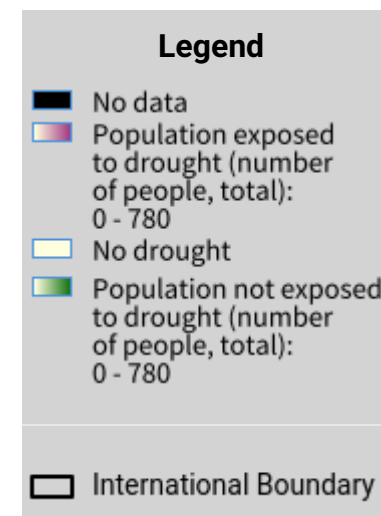 Legend
No data
Population exposed
to drought (number
of people, total):
0 - 780
No drought
Population not exposed
to drought (number
of people, total):
0 - 780
International Boundary